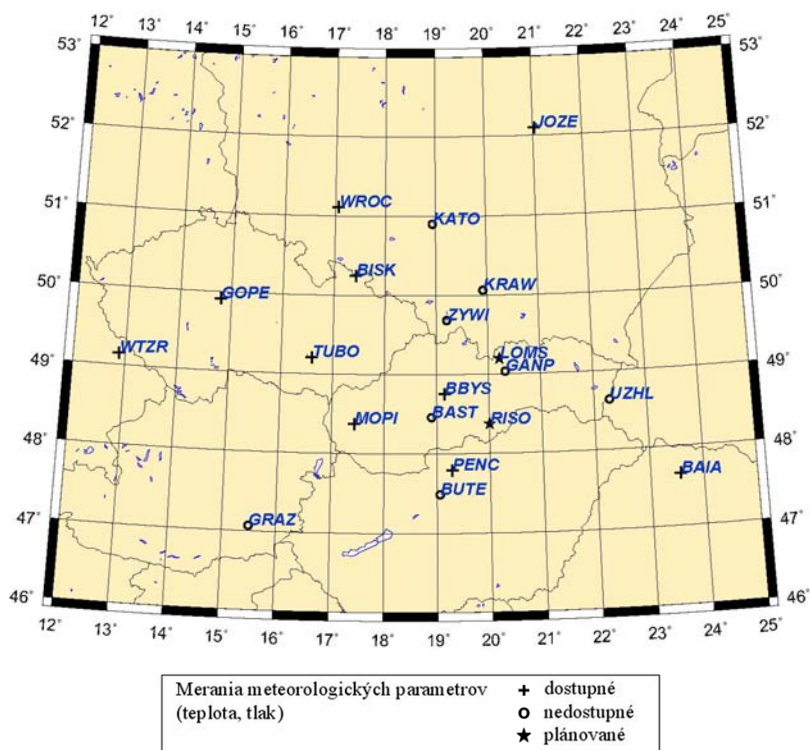 12° 13° 14° 15° 16° 17° 18° 19° 20° 21° 22° 23° 24° 25°
53° 53°
52° 52°
JOZE
51° 51°
WROC
KATO
BISK
50° 50°
GOPE
KRAW
ZYWI
WTZR
TUBO
LOMS
49° 49°
GANP
BBYS
UZHL
MOPI
BAST
RISO
48° 48°
PENC
BAIA
BUTE
GRAZ
47° 47°
46° 46°
12° 13° 14° 15° 16° 17° 18° 19° 20° 21° 22° 23° 24° 25°
Merania meteorologických parametrov
(teplota, tlak)
dostupné
nedostupné
plánované